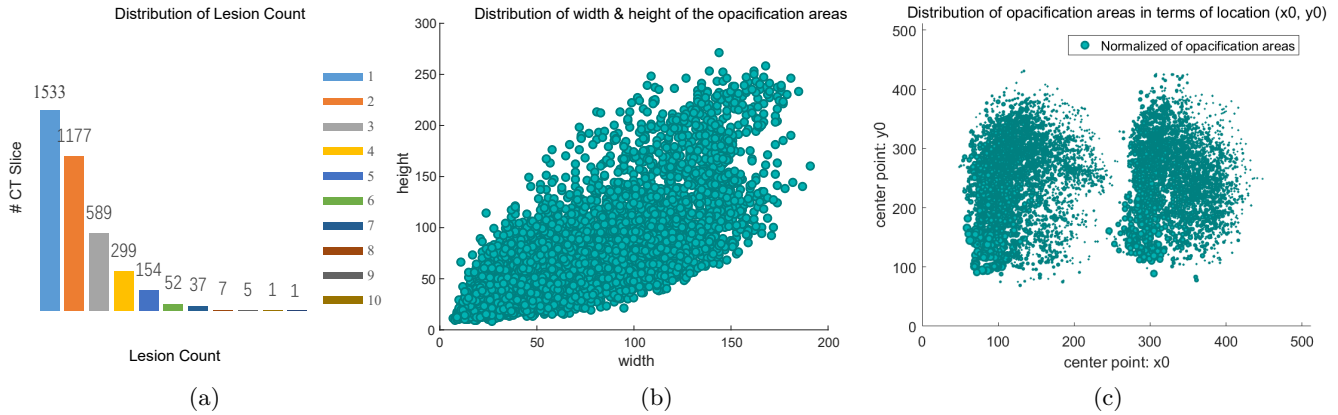 Distribution of Lesion Count
# CT Slice
1533
1177
589
299
154
52
37
7
5
1
1
Lesion Count
1
2
3
4
5
6
7
8
9
10
(a)
Distribution of width & height of the opacification areas
height
300
250
200
150
100
50
0
0 50 100 150 200
width
(b)
Distribution of opacification areas in terms of location (x0, y0)
Normalized of opacification areas
center point: y0
500
400
300
200
100
0
0 100 200 300 400 500
center point: x0
(c)